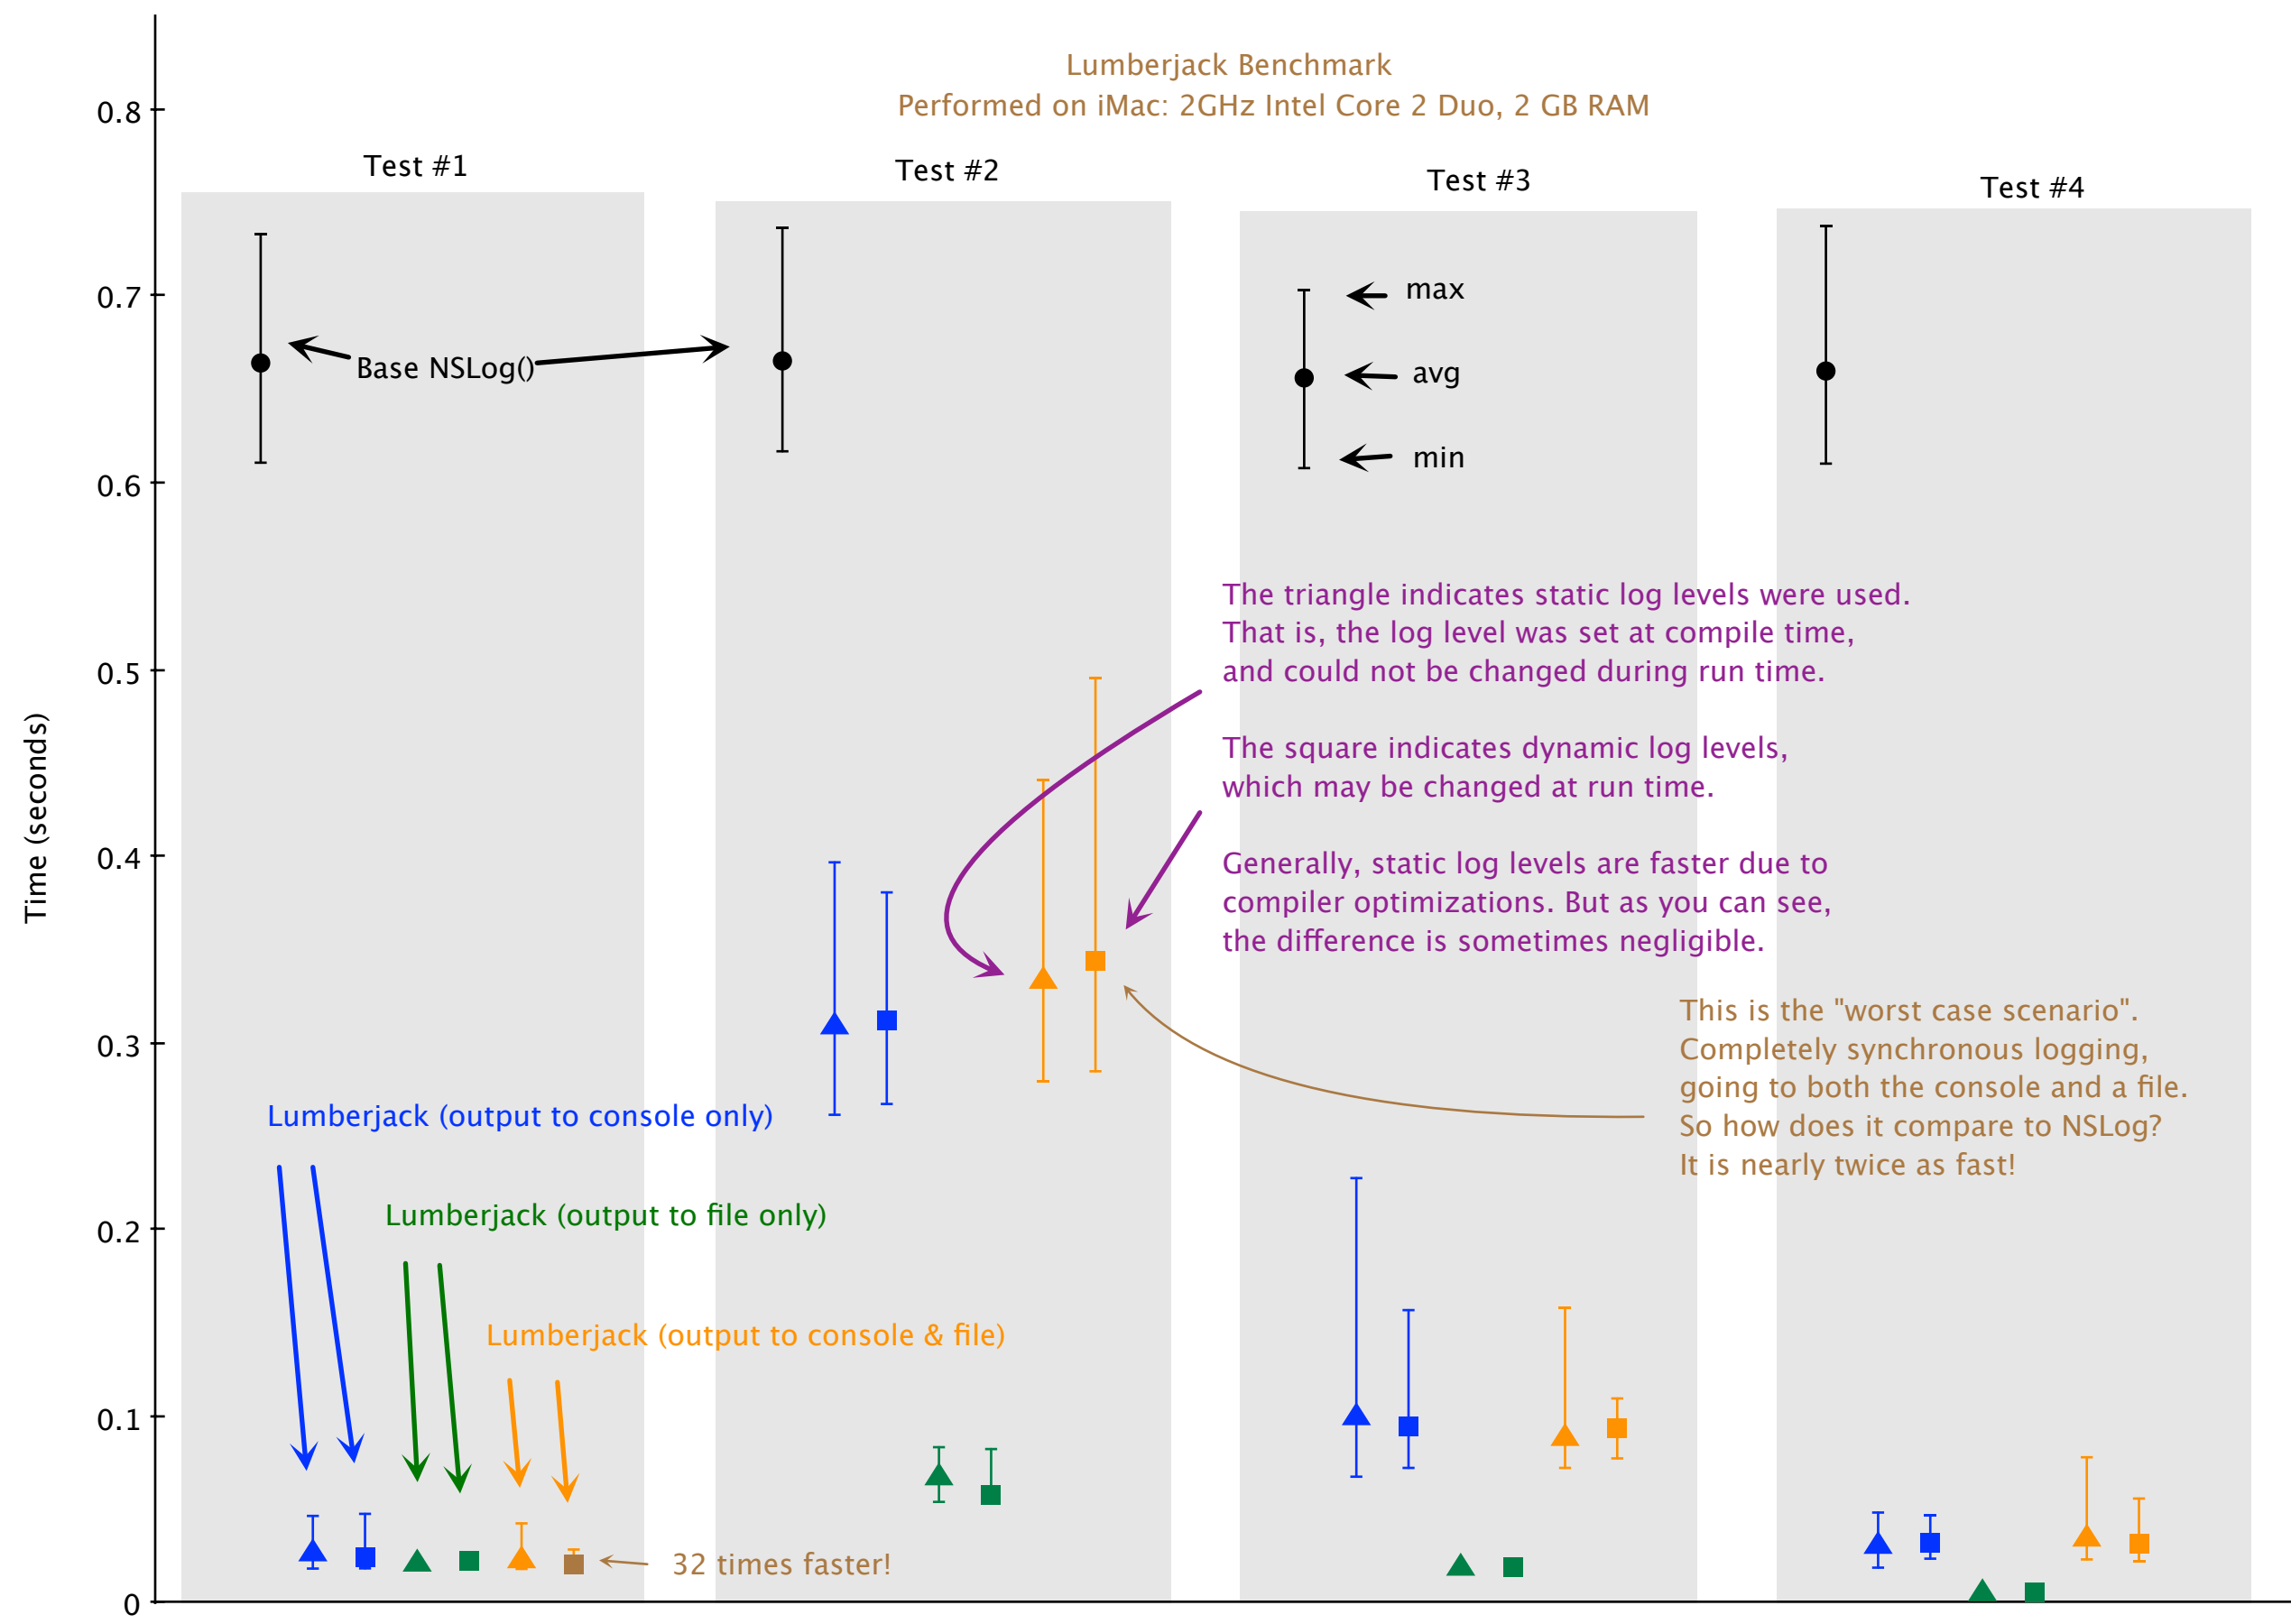 Lumberjack Benchmark
Performed on iMac: 2GHz Intel Core 2 Duo, 2 GB RAM
Test #1
Test #2
Test #3
Test #4
0.8
0.7
0.6
0.5
0.4
0.3
0.2
0.1
0
Time (seconds)
Base NSLog()
max
avg
min
The triangle indicates static log levels were used.
That is, the log level was set at compile time,
and could not be changed during run time.
The square indicates dynamic log levels,
which may be changed at run time.
Generally, static log levels are faster due to
compiler optimizations. But as you can see,
the difference is sometimes negligible.
This is the "worst case scenario".
Completely synchronous logging,
going to both the console and a file.
So how does it compare to NSLog?
It is nearly twice as fast!
Lumberjack (output to console only)
Lumberjack (output to file only)
Lumberjack (output to console & file)
32 times faster!